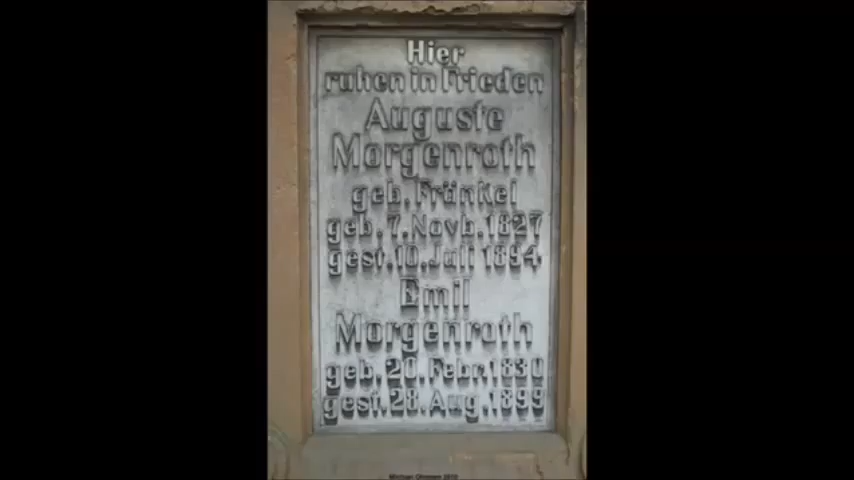 Hier
ruhen in Frieden
Auguste
Morgenroth
geb. Fränkel
geb. 7. Novb. 1827
gest. 10. Juli 1894
Emil
Morgenroth
geb. 20. Febr. 1830
gest. 28. Aug. 1899